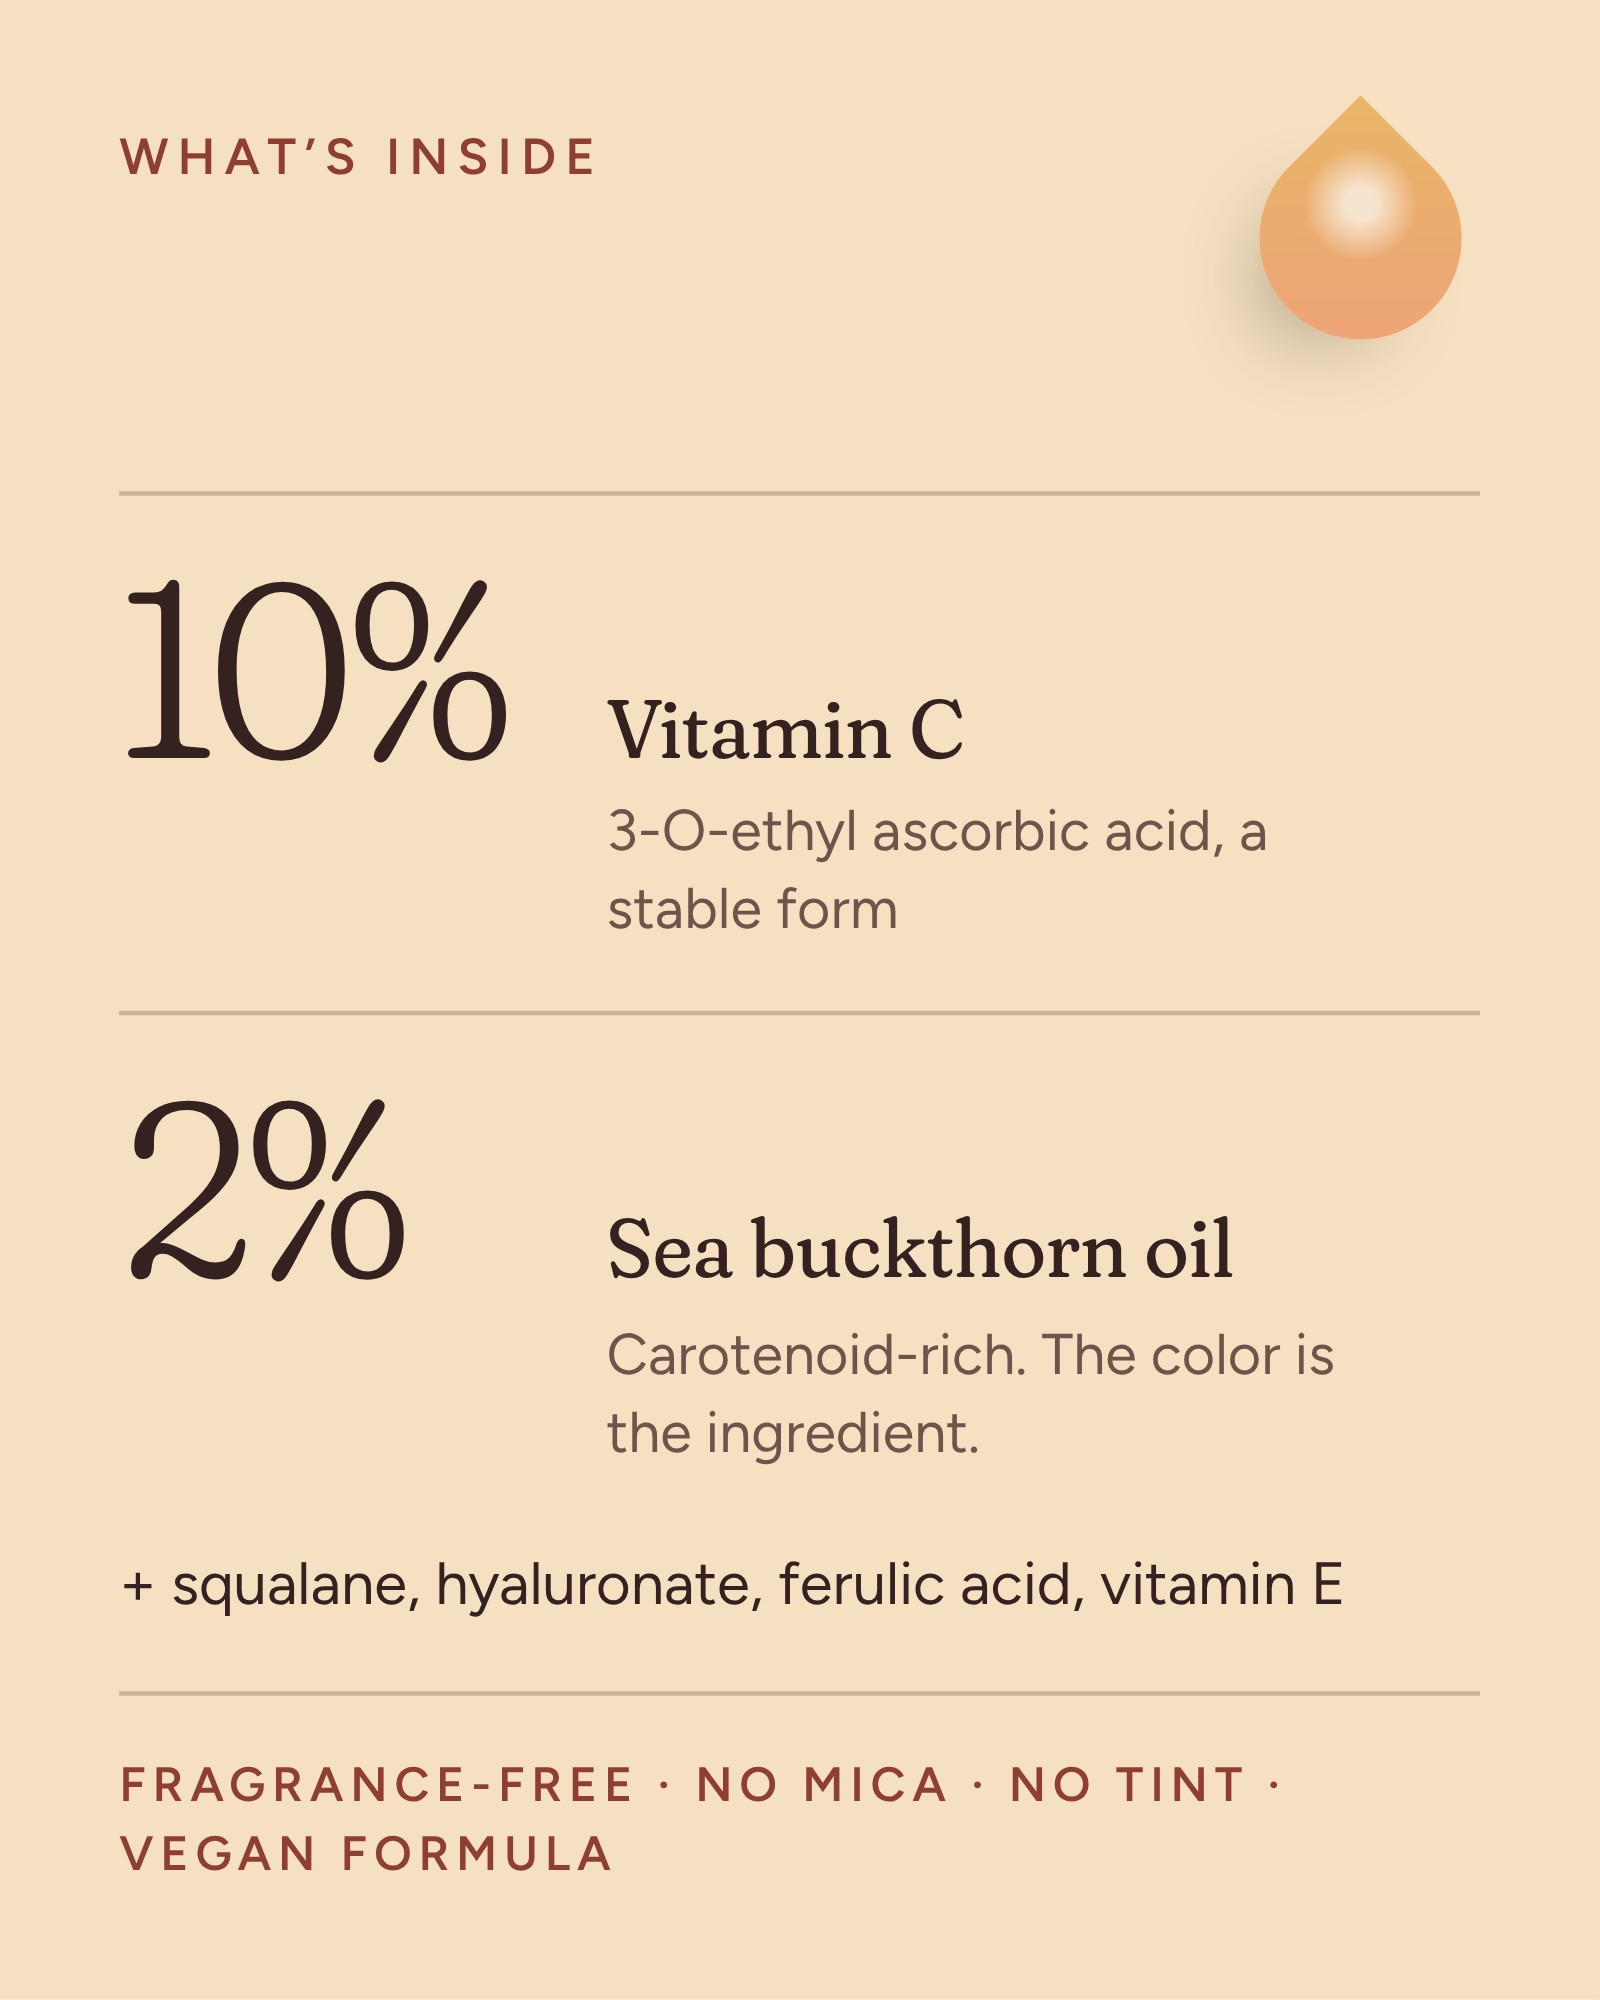 WHAT’S INSIDE
10%
Vitamin C
3-O-ethyl ascorbic acid, a
stable form
2%
Sea buckthorn oil
Carotenoid-rich. The color is
the ingredient.
+ squalane, hyaluronate, ferulic acid, vitamin E
FRAGRANCE-FREE · NO MICA · NO TINT ·
VEGAN FORMULA